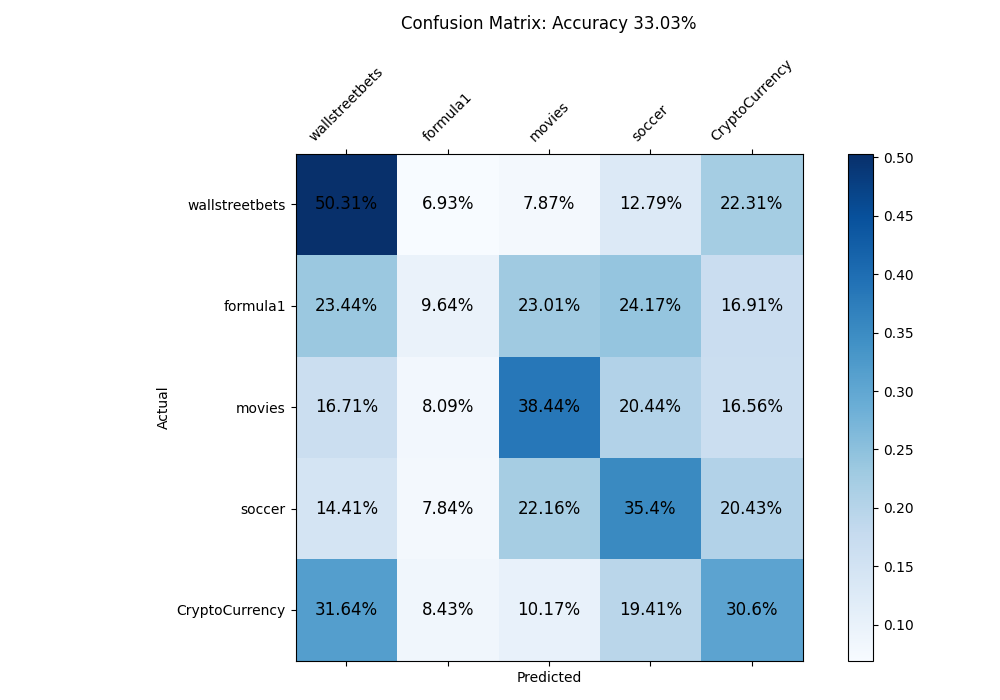 Confusion Matrix: Accuracy 33.03%
wallstreetbets formula1 movies soccer CryptoCurrency
wallstreetbets 50.31% 6.93% 7.87% 12.79% 22.31%
formula1 23.44% 9.64% 23.01% 24.17% 16.91%
movies 16.71% 8.09% 38.44% 20.44% 16.56%
soccer 14.41% 7.84% 22.16% 35.4% 20.43%
CryptoCurrency 31.64% 8.43% 10.17% 19.41% 30.6%
Actual
Predicted
0.50
0.45
0.40
0.35
0.30
0.25
0.20
0.15
0.10